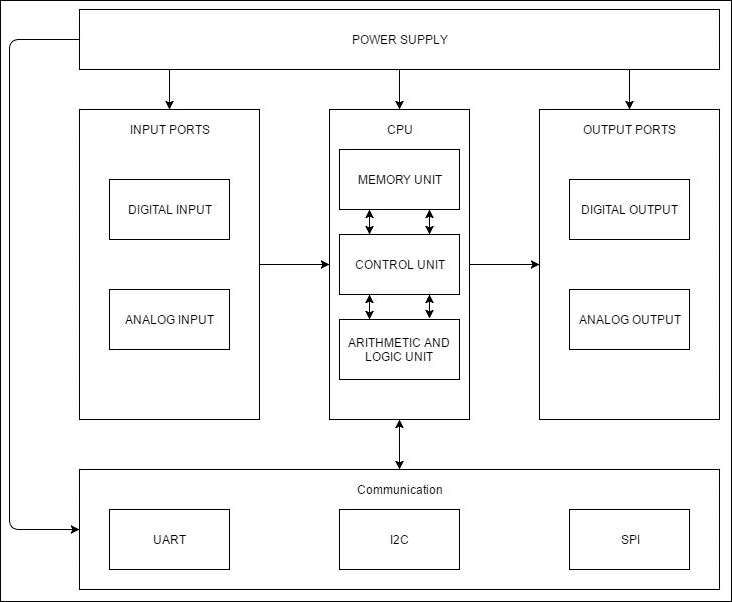 POWER SUPPLY
INPUT PORTS
DIGITAL INPUT
ANALOG INPUT
CPU
MEMORY UNIT
CONTROL UNIT
ARITHMETIC AND
LOGIC UNIT
OUTPUT PORTS
DIGITAL OUTPUT
ANALOG OUTPUT
Communication
UART
I2C
SPI